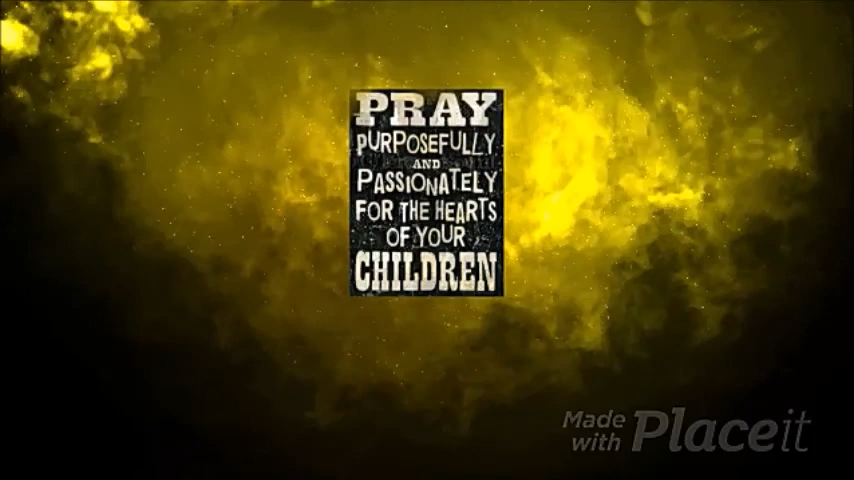 PRAY
PURPOSEFULLY
AND
PASSIONATELY
FOR THE HEARTS
OF YOUR
CHILDREN
Made
with Placeit